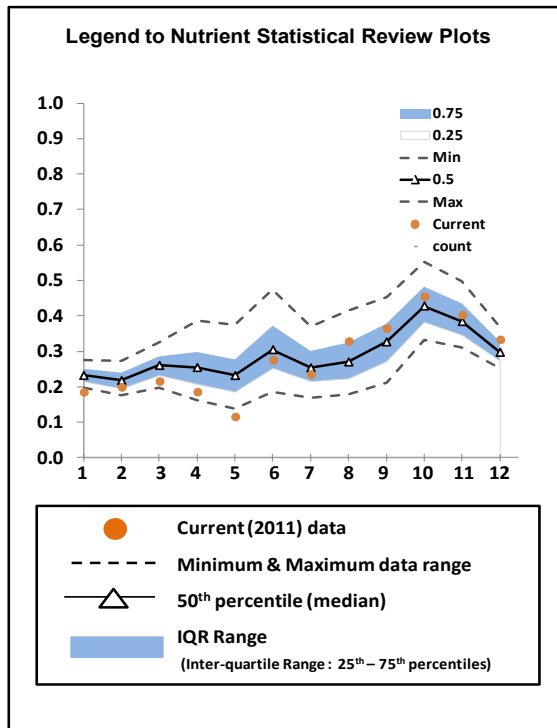 Legend to Nutrient Statistical Review Plots
1.0
0.9
0.8
0.7
0.6
0.5
0.4
0.3
0.2
0.1
0.0
1 2 3 4 5 6 7 8 9 10 11 12
0.75
0.25
Min
0.5
Max
Current
count
Current (2011) data
Minimum & Maximum data range
50th percentile (median)
IQR Range
(Inter-quartile Range : 25th – 75th percentiles)